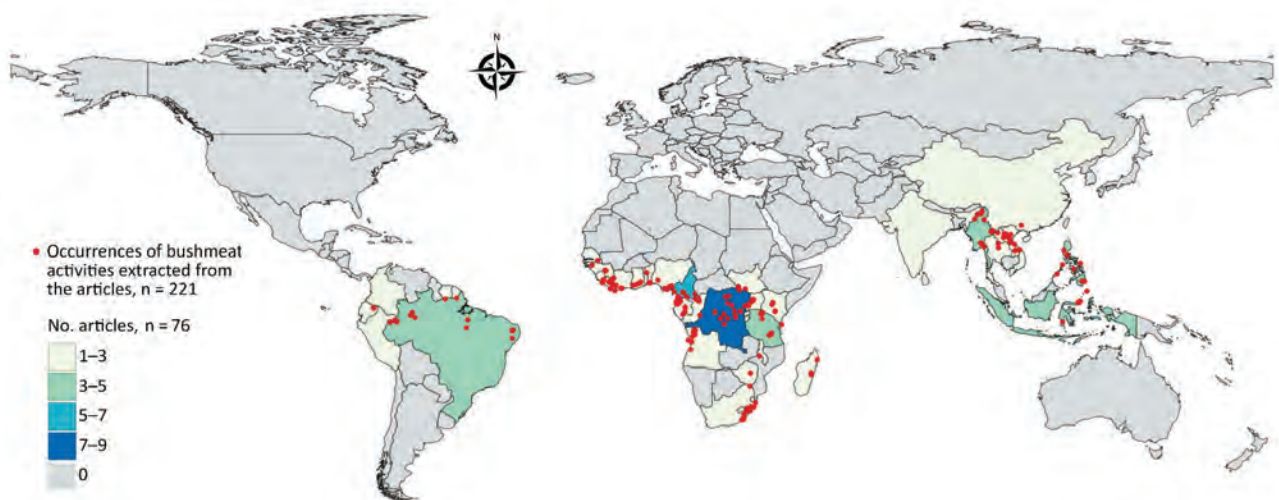 N
Occurrences of bushmeat
activities extracted from
the articles, n = 221
No. articles, n = 76
1–3
3–5
5–7
7–9
0